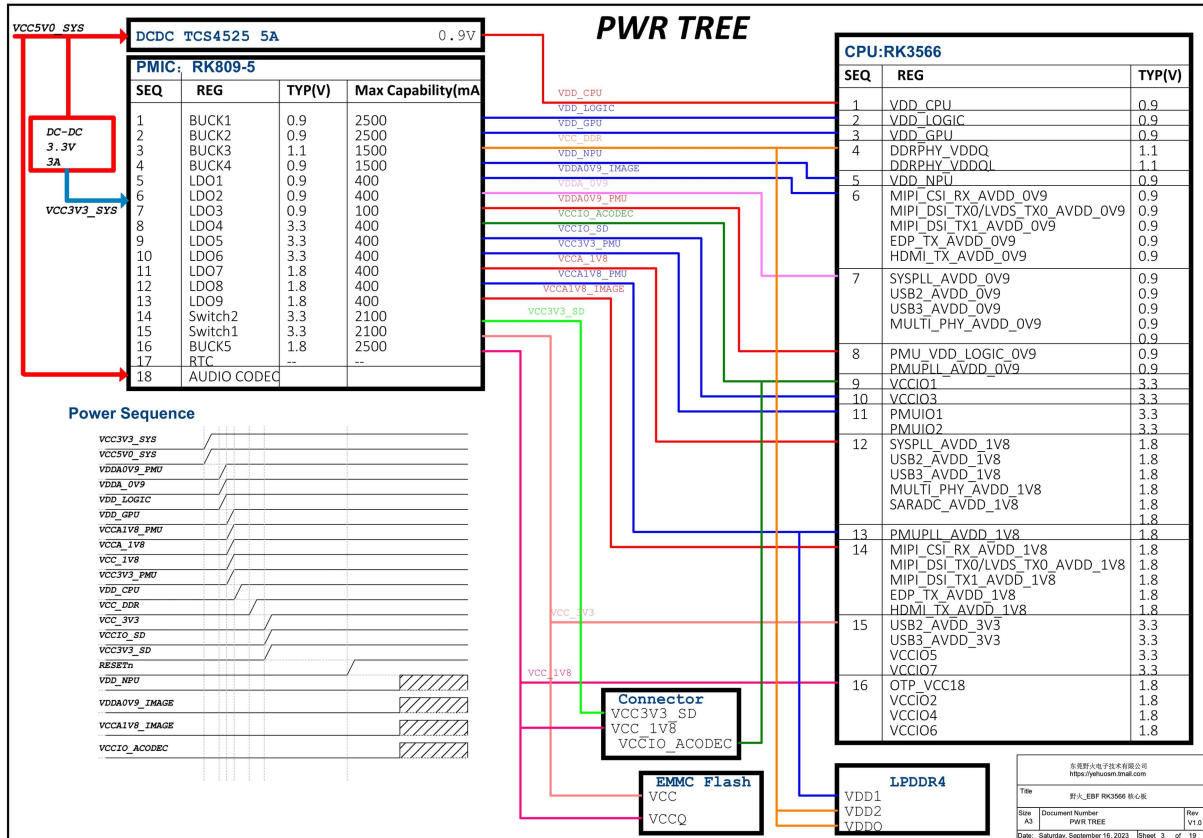 PWR TREE
VCC5V0_SYS
DCDC TCS4525 5A 0.9V
PMIC: RK809-5
SEQ REG TYP(V) Max Capability(mA
1 BUCK1 0.9 2500
2 BUCK2 0.9 2500
3 BUCK3 1.1 1500
4 BUCK4 0.9 1500
5 LDO1 0.9 400
6 LDO2 0.9 400
7 LDO3 0.9 100
8 LDO4 3.3 400
9 LDO5 3.3 400
10 LDO6 3.3 400
11 LDO7 1.8 400
12 LDO8 1.8 400
13 LDO9 1.8 400
14 Switch2 3.3 2100
15 Switch1 3.3 2100
16 BUCK5 1.8 2500
17 RTC -- --
18 AUDIO CODEC
DC-DC
3.3V
3A
VCC3V3_SYS
VDD_CPU
VDD_LOGIC
VDD_GPU
VCC_DDR
VDD_NPU
VDDA0V9_IMAGE
VDDA_0V9
VDDA0V9_PMU
VCCIO_ACODEC
VCCIO_SD
VCC3V3_PMU
VCCA_1V8
VCCA1V8_PMU
VCCA1V8_IMAGE
VCC3V3_SD
VCC_3V3
VCC_1V8
CPU:RK3566
SEQ REG TYP(V)
1 VDD_CPU 0.9
2 VDD_LOGIC 0.9
3 VDD_GPU 0.9
4 DDRPHY_VDDQ 1.1
DDRPHY_VDDQL 1.1
5 VDD_NPU 0.9
6 MIPI_CSI_RX_AVDD_0V9 0.9
MIPI_DSI_TX0/LVDS_TX0_AVDD_0V9 0.9
MIPI_DSI_TX1_AVDD_0V9 0.9
EDP_TX_AVDD_0V9 0.9
HDMI_TX_AVDD_0V9 0.9
7 SYSPLL_AVDD_0V9 0.9
USB2_AVDD_0V9 0.9
USB3_AVDD_0V9 0.9
MULTI_PHY_AVDD_0V9 0.9
0.9
8 PMU_VDD_LOGIC_0V9 0.9
PMUPLL_AVDD_0V9 0.9
9 VCCIO1 3.3
10 VCCIO3 3.3
11 PMUIO1 3.3
PMUIO2 3.3
12 SYSPLL_AVDD_1V8 1.8
USB2_AVDD_1V8 1.8
USB3_AVDD_1V8 1.8
MULTI_PHY_AVDD_1V8 1.8
SARADC_AVDD_1V8 1.8
1.8
13 PMUPLL_AVDD_1V8 1.8
14 MIPI_CSI_RX_AVDD_1V8 1.8
MIPI_DSI_TX0/LVDS_TX0_AVDD_1V8 1.8
MIPI_DSI_TX1_AVDD_1V8 1.8
EDP_TX_AVDD_1V8 1.8
HDMI_TX_AVDD_1V8 1.8
15 USB2_AVDD_3V3 3.3
USB3_AVDD_3V3 3.3
VCCIO5 3.3
VCCIO7 3.3
16 OTP_VCC18 1.8
VCCIO2 1.8
VCCIO4 1.8
VCCIO6 1.8
Power Sequence
VCC3V3_SYS
VCC5V0_SYS
VDDA0V9_PMU
VDDA_0V9
VDD_LOGIC
VDD_GPU
VCCA1V8_PMU
VCCA_1V8
VCC_1V8
VCC3V3_PMU
VDD_CPU
VCC_DDR
VCC_3V3
VCCIO_SD
VCC3V3_SD
RESETn
VDD_NPU
VDDA0V9_IMAGE
VCCA1V8_IMAGE
VCCIO_ACODEC
Connector
VCC3V3_SD
VCC_1V8
VCCIO_ACODEC
EMMC Flash
VCC
VCCQ
LPDDR4
VDD1
VDD2
VDDQ
东莞野火电子技术有限公司
https://yehuosm.tmall.com
Title
野火_EBF RK3566 核心板
Size Document Number Rev
A3 PWR TREE V1.0
Date: Saturday, September 16, 2023 Sheet 3 of 19